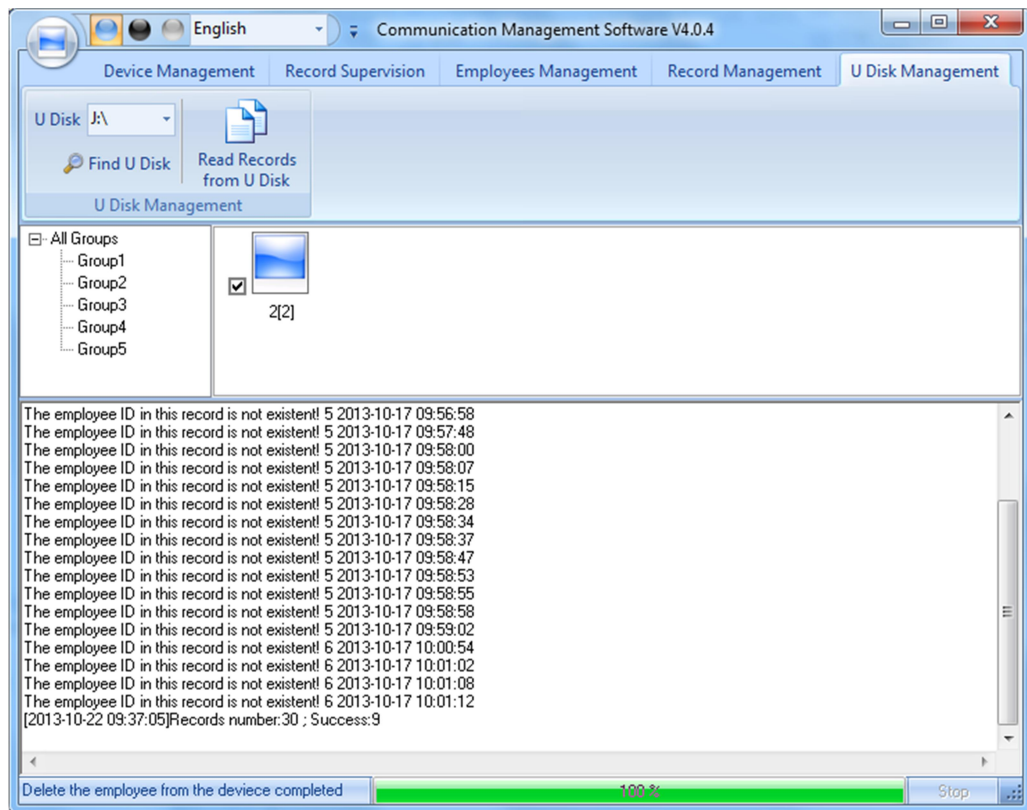 English
Communication Management Software V4.0.4
Device Management Record Supervision Employees Management Record Management U Disk Management
U Disk J:\
Find U Disk
Read Records
from U Disk
U Disk Management
All Groups
Group1
Group2
Group3
Group4
Group5
2[2]
The employee ID in this record is not existent! 5 2013-10-17 09:56:58
The employee ID in this record is not existent! 5 2013-10-17 09:57:48
The employee ID in this record is not existent! 5 2013-10-17 09:58:00
The employee ID in this record is not existent! 5 2013-10-17 09:58:07
The employee ID in this record is not existent! 5 2013-10-17 09:58:15
The employee ID in this record is not existent! 5 2013-10-17 09:58:28
The employee ID in this record is not existent! 5 2013-10-17 09:58:34
The employee ID in this record is not existent! 5 2013-10-17 09:58:37
The employee ID in this record is not existent! 5 2013-10-17 09:58:47
The employee ID in this record is not existent! 5 2013-10-17 09:58:53
The employee ID in this record is not existent! 5 2013-10-17 09:58:55
The employee ID in this record is not existent! 5 2013-10-17 09:58:58
The employee ID in this record is not existent! 5 2013-10-17 09:59:02
The employee ID in this record is not existent! 6 2013-10-17 10:00:54
The employee ID in this record is not existent! 6 2013-10-17 10:01:02
The employee ID in this record is not existent! 6 2013-10-17 10:01:08
The employee ID in this record is not existent! 6 2013-10-17 10:01:12
[2013-10-22 09:37:05]Records number:30 ; Success:9
Delete the employee from the deviece completed 100 % Stop